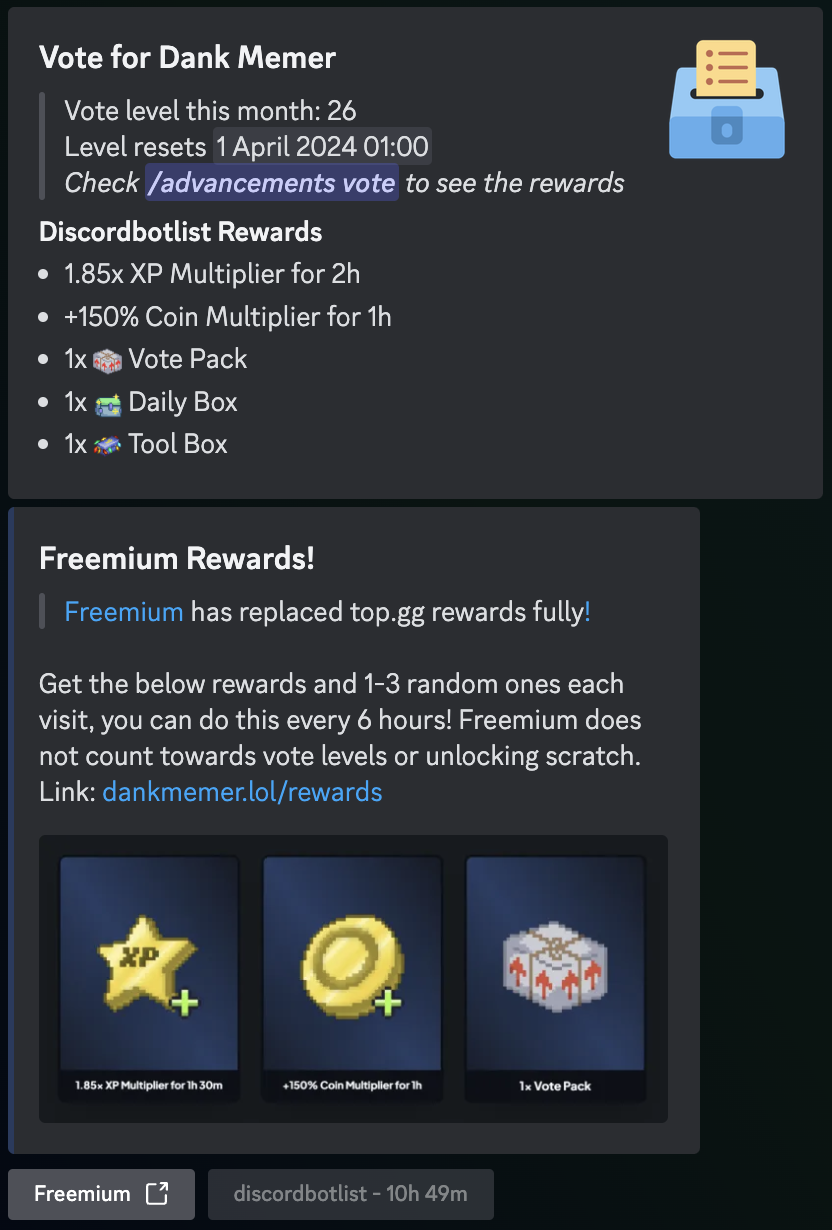 Vote for Dank Memer
Vote level this month: 26
Level resets 1 April 2024 01:00
Check /advancements vote to see the rewards
Discordbotlist Rewards
• 1.85x XP Multiplier for 2h
• +150% Coin Multiplier for 1h
• 1x Vote Pack
• 1x Daily Box
• 1x Tool Box
Freemium Rewards!
Freemium has replaced top.gg rewards fully!
Get the below rewards and 1-3 random ones each
visit, you can do this every 6 hours! Freemium does
not count towards vote levels or unlocking scratch.
Link: dankmemer.lol/rewards
XP
1.85x XP Multiplier for 1h 30m
+150% Coin Multiplier for 1h
1x Vote Pack
Freemium
discordbotlist - 10h 49m